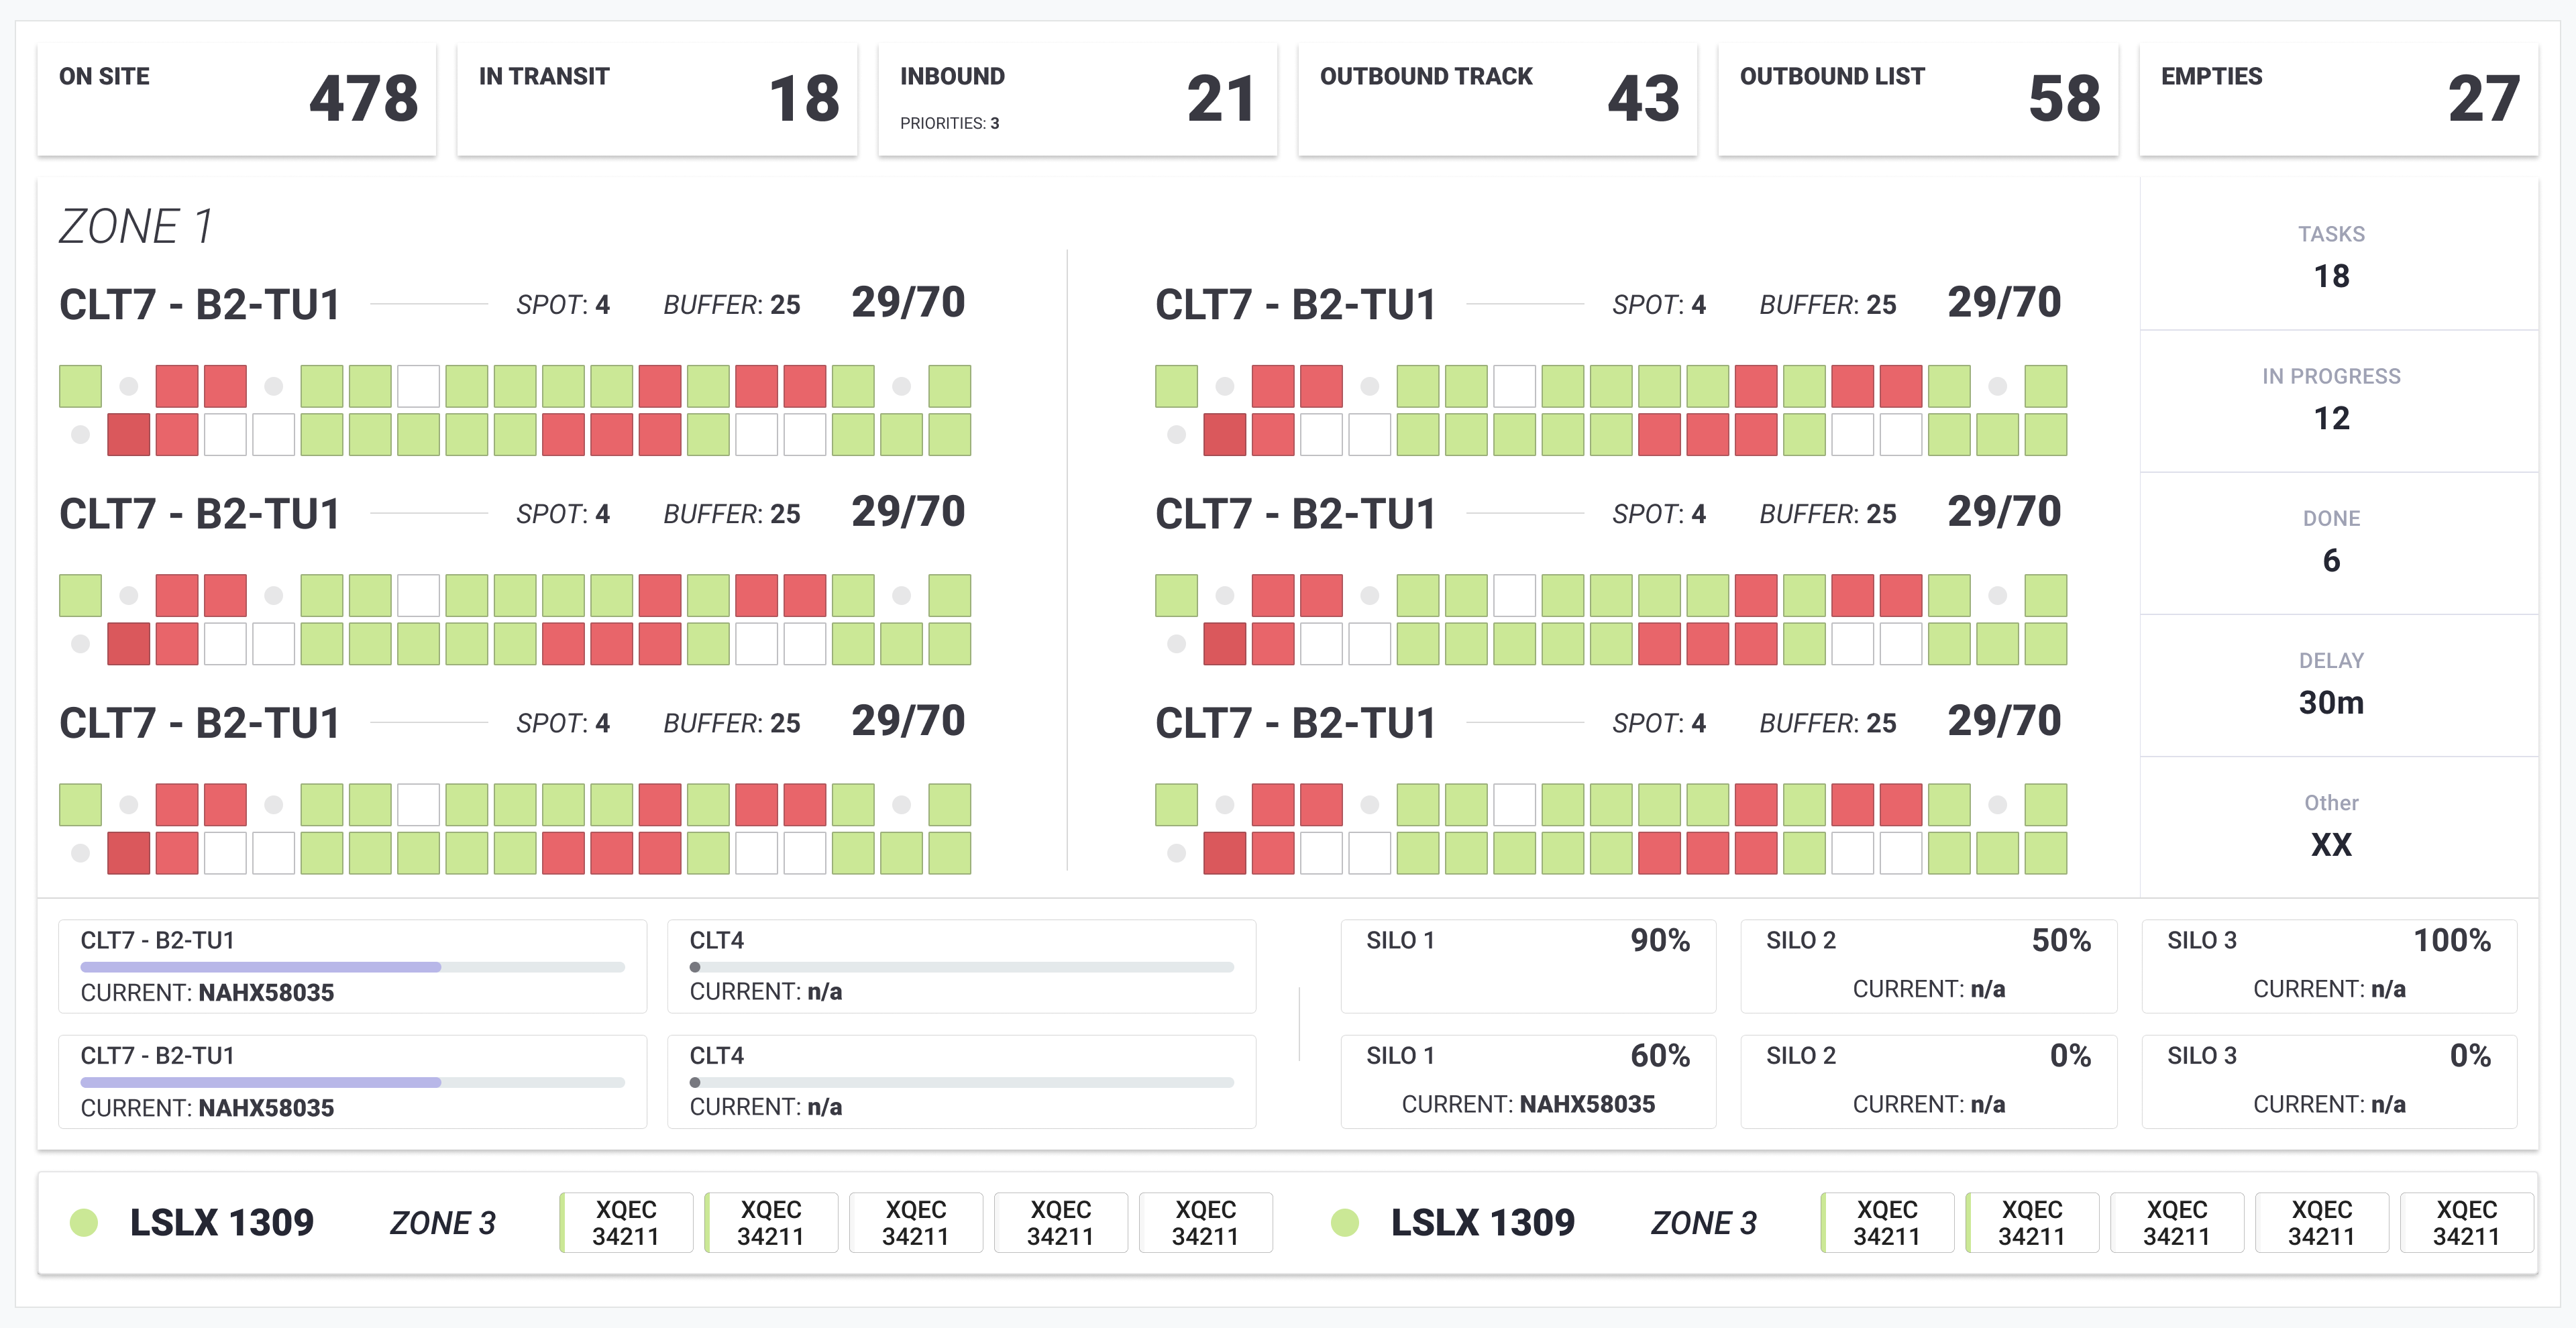 ON SITE 478
IN TRANSIT 18
INBOUND 21
PRIORITIES: 3
OUTBOUND TRACK 43
OUTBOUND LIST 58
EMPTIES 27
ZONE 1
CLT7 - B2-TU1 SPOT: 4 BUFFER: 25 29/70
CLT7 - B2-TU1 SPOT: 4 BUFFER: 25 29/70
CLT7 - B2-TU1 SPOT: 4 BUFFER: 25 29/70
CLT7 - B2-TU1 SPOT: 4 BUFFER: 25 29/70
CLT7 - B2-TU1 SPOT: 4 BUFFER: 25 29/70
CLT7 - B2-TU1 SPOT: 4 BUFFER: 25 29/70
TASKS
18
IN PROGRESS
12
DONE
6
DELAY
30m
Other
XX
CLT7 - B2-TU1
CURRENT: NAHX58035
CLT4
CURRENT: n/a
CLT7 - B2-TU1
CURRENT: NAHX58035
CLT4
CURRENT: n/a
SILO 1 90%
SILO 2 50%
CURRENT: n/a
SILO 3 100%
CURRENT: n/a
SILO 1 60%
CURRENT: NAHX58035
SILO 2 0%
CURRENT: n/a
SILO 3 0%
CURRENT: n/a
LSLX 1309 ZONE 3
XQEC
34211
XQEC
34211
XQEC
34211
XQEC
34211
XQEC
34211
LSLX 1309 ZONE 3
XQEC
34211
XQEC
34211
XQEC
34211
XQEC
34211
XQEC
34211